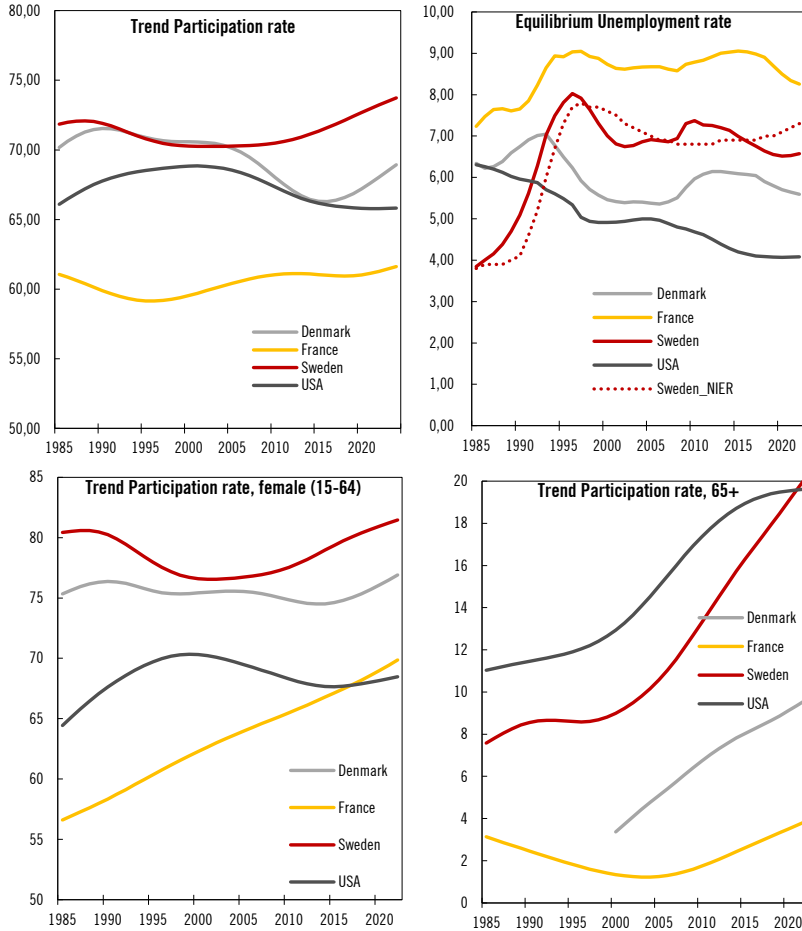 Trend Participation rate
80,00
75,00
70,00
65,00
60,00
55,00
50,00
Denmark
France
Sweden
USA
1985 1990 1995 2000 2005 2010 2015 2020
Equilibrium Unemployment rate
10,00
9,00
8,00
7,00
6,00
5,00
4,00
3,00
2,00
1,00
0,00
Denmark
France
Sweden
USA
Sweden_NIER
1985 1990 1995 2000 2005 2010 2015 2020
Trend Participation rate, female (15-64)
85
80
75
70
65
60
55
50
Denmark
France
Sweden
USA
1985 1990 1995 2000 2005 2010 2015 2020
Trend Participation rate, 65+
20
18
16
14
12
10
8
6
4
2
0
Denmark
France
Sweden
USA
1985 1990 1995 2000 2005 2010 2015 2020